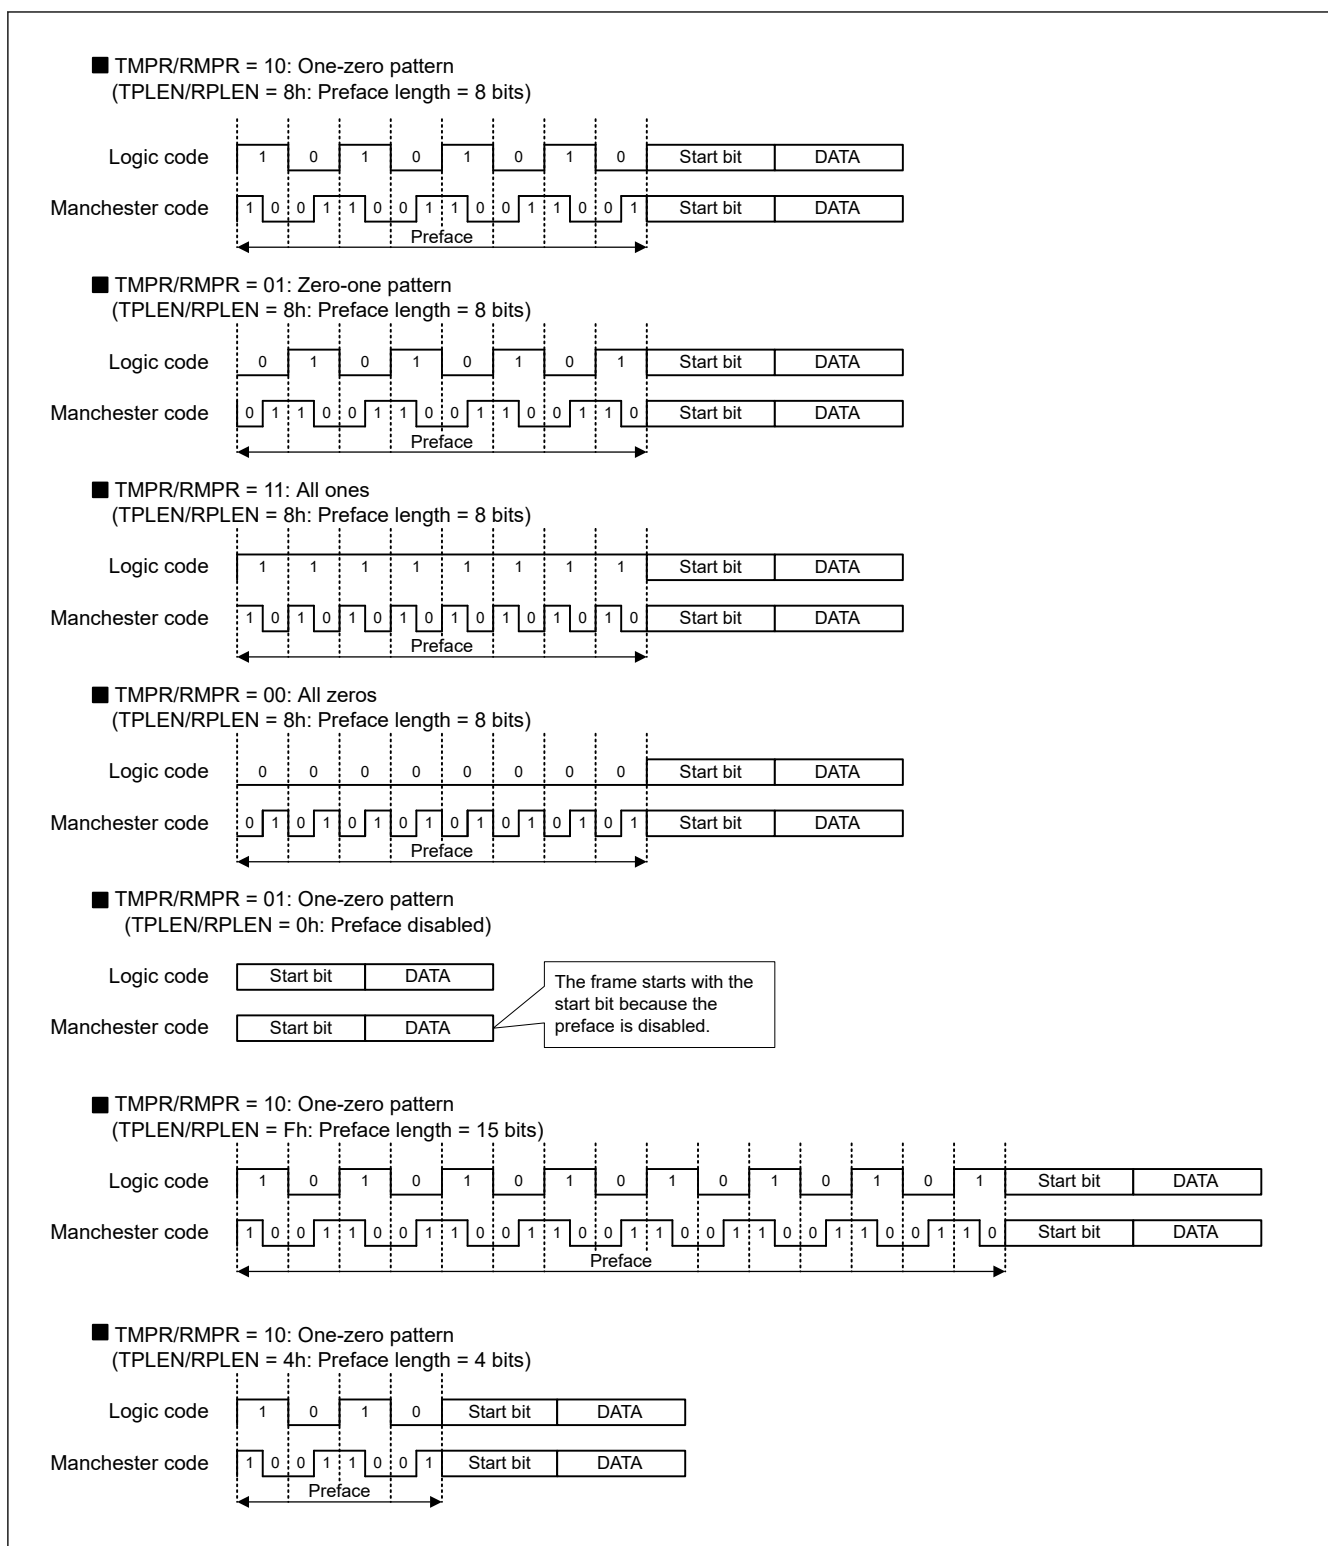 ■ TMPR/RMPR = 10: One-zero pattern
(TPLEN/RPLEN = 8h: Preface length = 8 bits)
Logic code 1 0 1 0 1 0 1 0 Start bit DATA
Manchester code 1 0 0 1 1 0 0 1 1 0 0 1 1 0 0 1 Start bit DATA
Preface
■ TMPR/RMPR = 01: Zero-one pattern
(TPLEN/RPLEN = 8h: Preface length = 8 bits)
Logic code 0 1 0 1 0 1 0 1 Start bit DATA
Manchester code 0 1 1 0 0 1 1 0 0 1 1 0 0 1 1 0 Start bit DATA
Preface
■ TMPR/RMPR = 11: All ones
(TPLEN/RPLEN = 8h: Preface length = 8 bits)
Logic code 1 1 1 1 1 1 1 1 Start bit DATA
Manchester code 1 0 1 0 1 0 1 0 1 0 1 0 1 0 1 0 Start bit DATA
Preface
■ TMPR/RMPR = 00: All zeros
(TPLEN/RPLEN = 8h: Preface length = 8 bits)
Logic code 0 0 0 0 0 0 0 0 Start bit DATA
Manchester code 0 1 0 1 0 1 0 1 0 1 0 1 0 1 0 1 Start bit DATA
Preface
■ TMPR/RMPR = 01: One-zero pattern
(TPLEN/RPLEN = 0h: Preface disabled)
Logic code Start bit DATA
Manchester code Start bit DATA
The frame starts with the
start bit because the
preface is disabled.
■ TMPR/RMPR = 10: One-zero pattern
(TPLEN/RPLEN = Fh: Preface length = 15 bits)
Logic code 1 0 1 0 1 0 1 0 1 0 1 0 1 0 1 Start bit DATA
Manchester code 1 0 0 1 1 0 0 1 1 0 0 1 1 0 0 1 1 0 0 1 1 0 0 1 1 0 0 1 1 0 Start bit DATA
Preface
■ TMPR/RMPR = 10: One-zero pattern
(TPLEN/RPLEN = 4h: Preface length = 4 bits)
Logic code 1 0 1 0 Start bit DATA
Manchester code 1 0 0 1 1 0 0 1 Start bit DATA
Preface